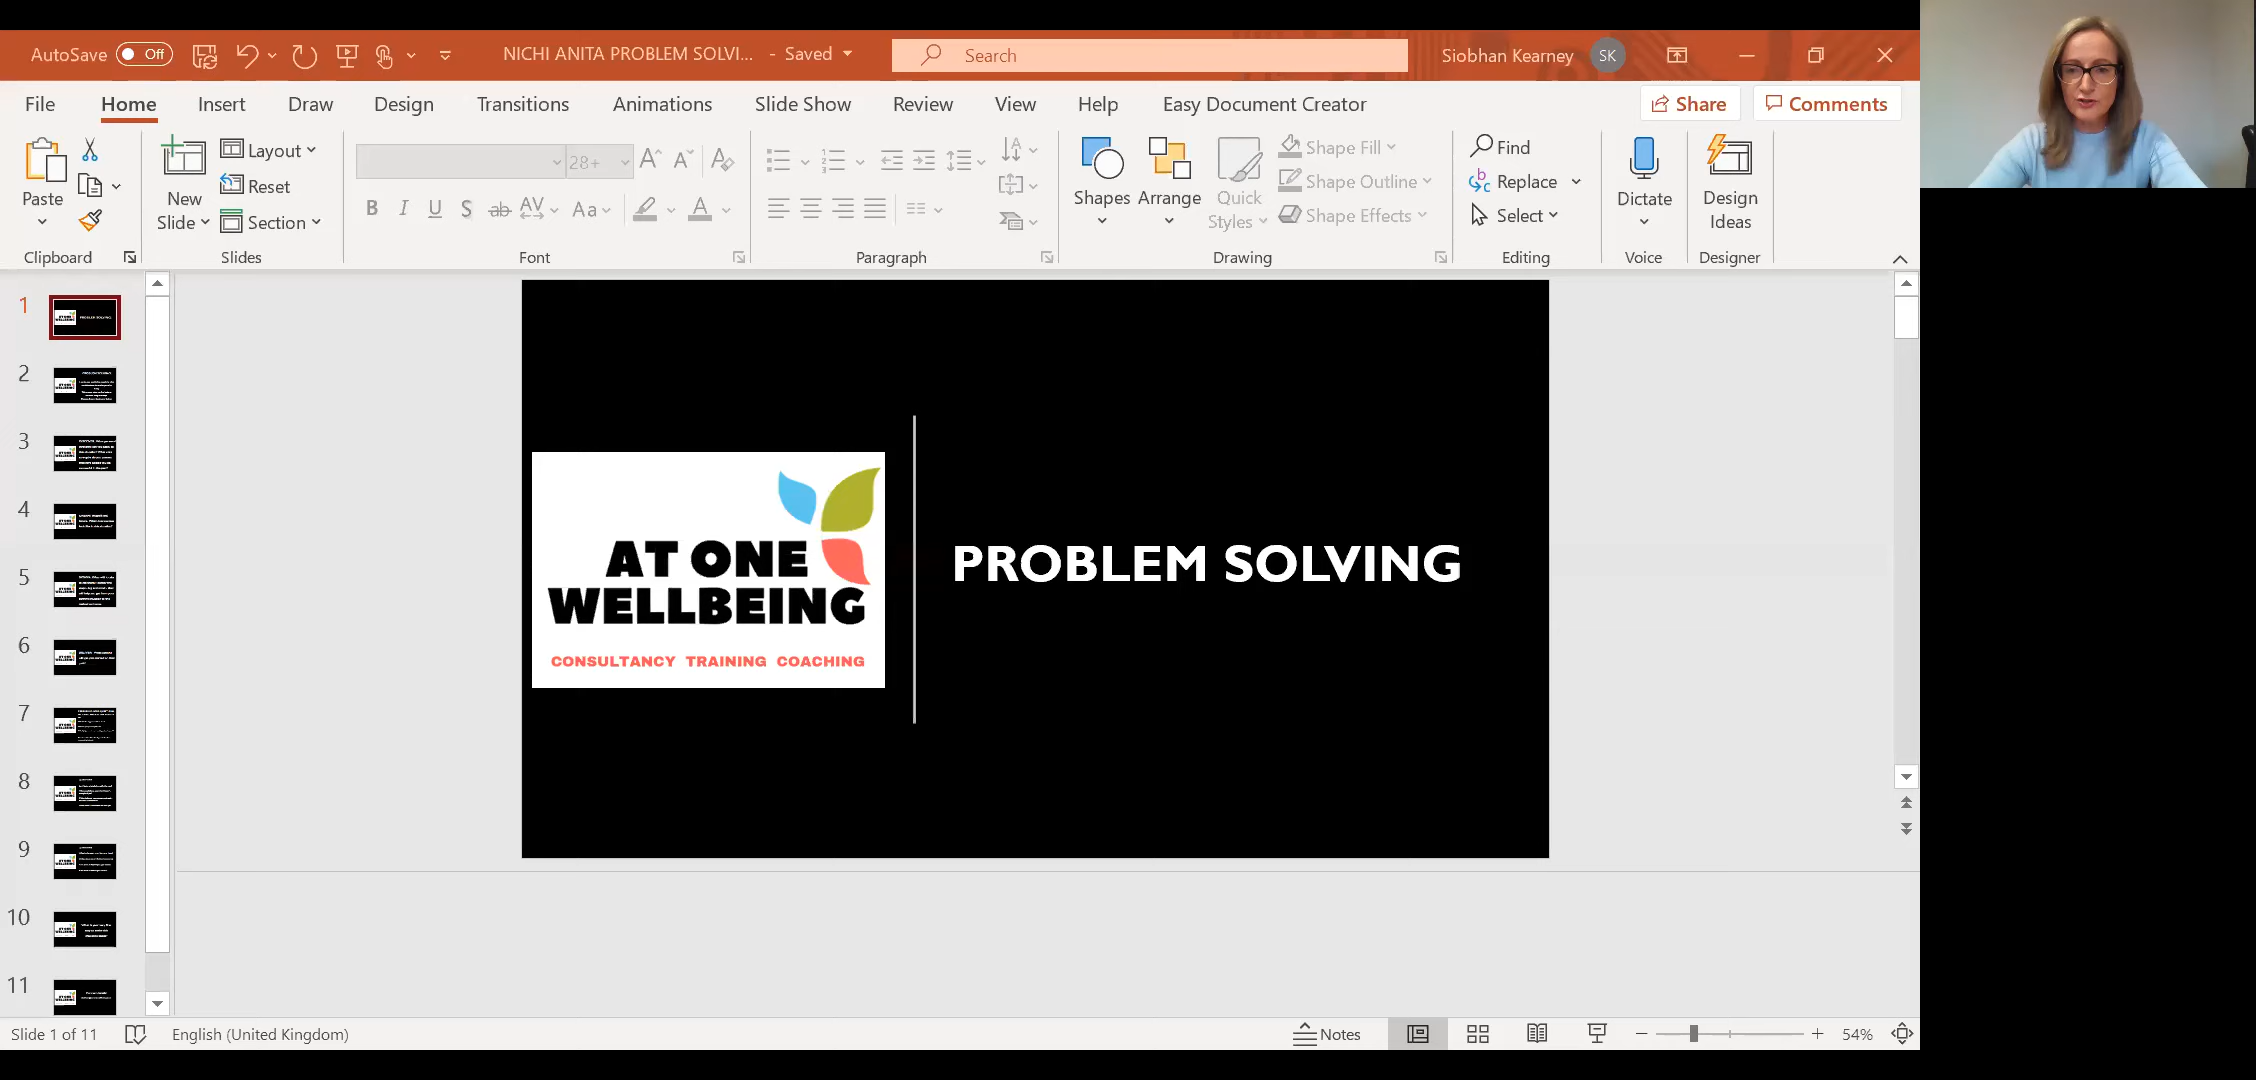 AutoSave Off
NICHI ANITA PROBLEM SOLVI... - Saved
Search
Siobhan Kearney SK
File Home Insert Draw Design Transitions Animations Slide Show Review View Help Easy Document Creator
Share Comments
Paste
Clipboard
New
Slide
Layout
Reset
Section
Slides
28+
Font
Paragraph
Shapes
Arrange
Quick
Styles
Shape Fill
Shape Outline
Shape Effects
Drawing
Find
Replace
Select
Editing
Dictate
Voice
Design
Ideas
Designer
1
2
3
4
5
6
7
8
9
10
11
AT ONE
WELLBEING
CONSULTANCY TRAINING COACHING
PROBLEM SOLVING
Slide 1 of 11
English (United Kingdom)
Notes
54%